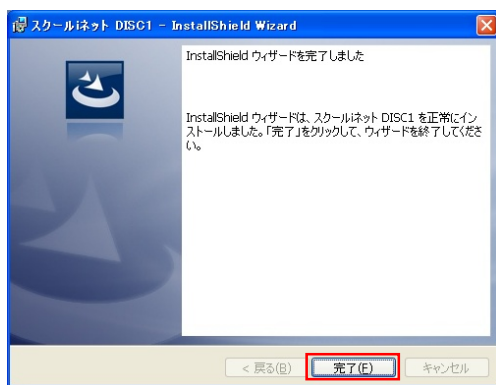 スクールiネット DISC1 - InstallShield Wizard
InstallShield ウィザードを完了しました
InstallShield ウィザードは、スクールiネット DISC1 を正常にイン
ストールしました。「完了」をクリックして、ウィザードを終了してくださ
い。
< 戻る(B) 完了(F) キャンセル